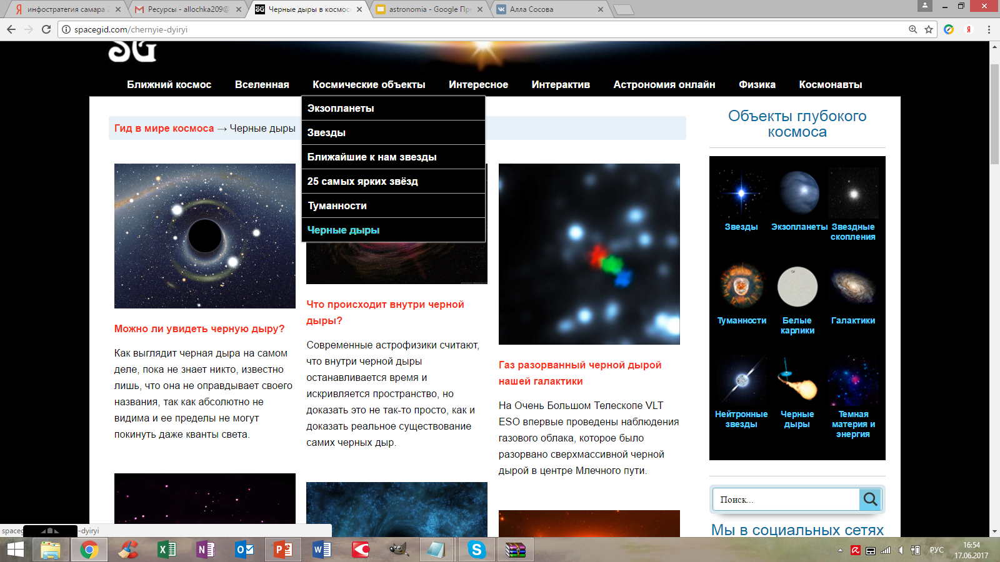 инфостратегия самара 2
Ресурсы - allochka209@
Черные дыры в космос
astronomia - Google Пре
Алла Сосова
spacegid.com/chernyie-dyiryi
SG
Ближний космос Вселенная Космические объекты Интересное Интерактив Астрономия онлайн Физика Космонавты
Экзопланеты
Звезды
Ближайшие к нам звезды
25 самых ярких звёзд
Туманности
Черные дыры
Гид в мире космоса → Черные дыры
Можно ли увидеть черную дыру?
Как выглядит черная дыра на самом
деле, пока не знает никто, известно
лишь, что она не оправдывает своего
названия, так как абсолютно не
видима и ее пределы не могут
покинуть даже кванты света.
Что происходит внутри черной
дыры?
Современные астрофизики считают,
что внутри черной дыры
останавливается время и
искривляется пространство, но
доказать это не так-то просто, как и
доказать реальное существование
самих черных дыр.
Газ разорванный черной дырой
нашей галактики
На Очень Большом Телескопе VLT
ESO впервые проведены наблюдения
газового облака, которое было
разорвано сверхмассивной черной
дырой в центре Млечного пути.
Объекты глубокого
космоса
Звезды
Экзопланеты
Звездные
скопления
Туманности
Белые
карлики
Галактики
Нейтронные
звезды
Черные
дыры
Темная
материя и
энергия
Поиск...
Мы в социальных сетях
spaceg
-dyiryi
РУС
16:54
17.06.2017